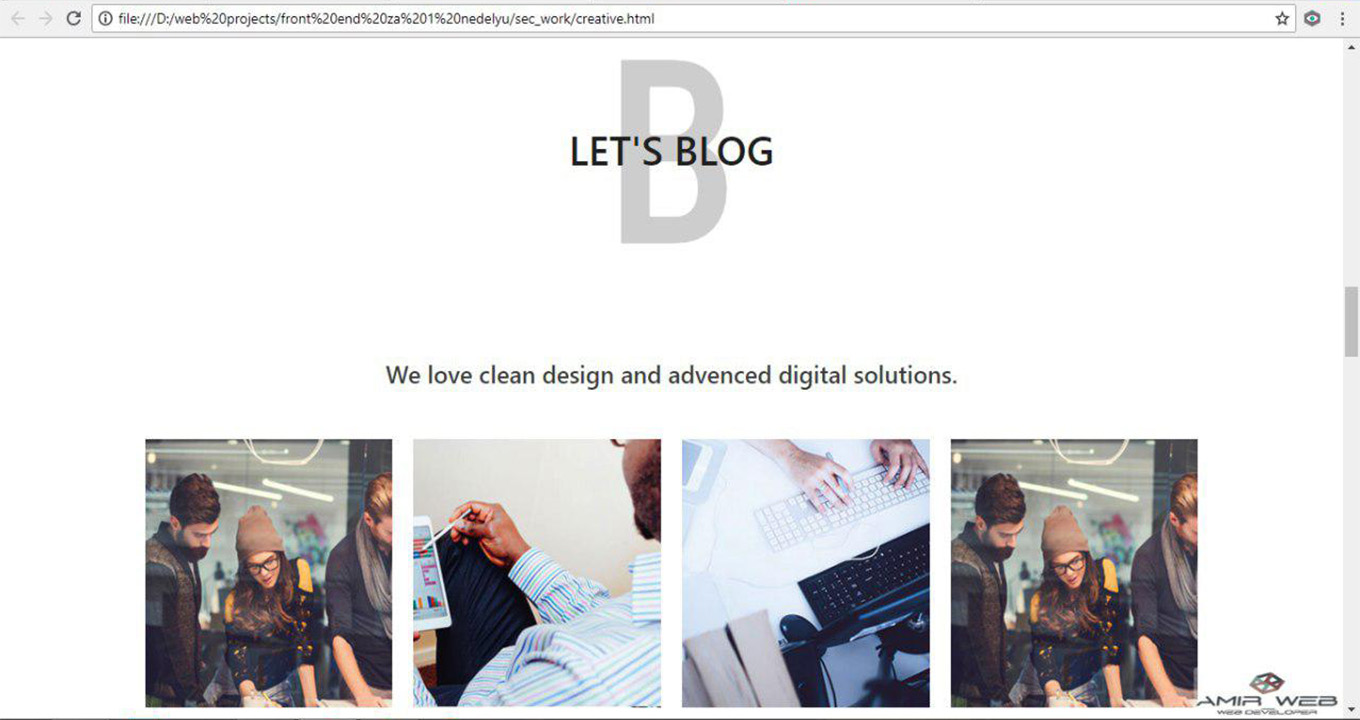 file:///D:/web%20projects/front%20end%20za%201%20nedelyu/sec_work/creative.html
B
LET'S BLOG
We love clean design and advenced digital solutions.
AMIR WEB
WEB DEVELOPER